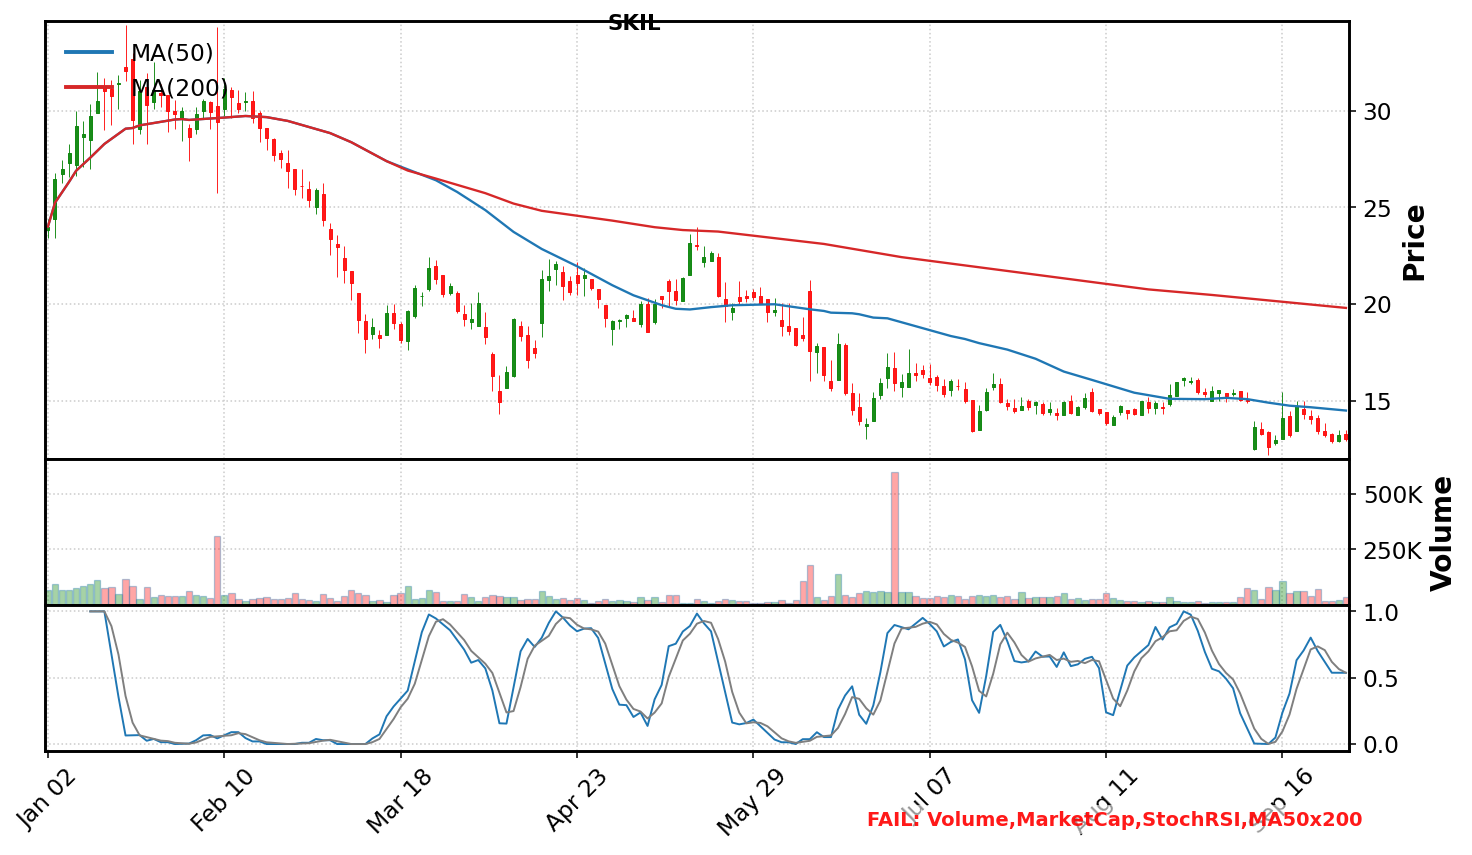 SKIL
MA(50)
MA(200)
30
25
20
15
Price
500K
250K
Volume
1.0
0.5
0.0
Jan 02
Feb 10
Mar 18
Apr 23
May 29
Jul 07
Aug 11
Sep 16
FAIL: Volume,MarketCap,StochRSI,MA50x200